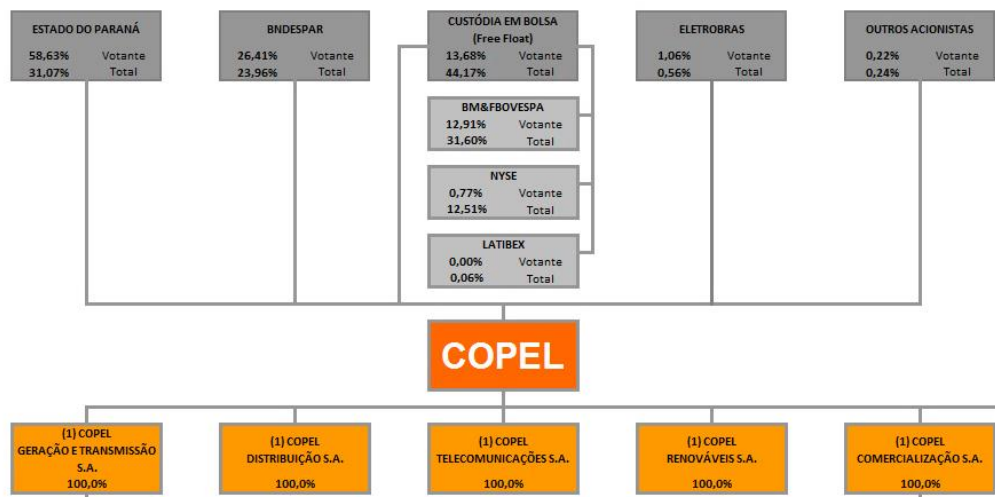 ESTADO DO PARANÁ
58,63% Votante
31,07% Total
BNDESPAR
26,41% Votante
23,96% Total
CUSTÓDIA EM BOLSA
(Free Float)
13,68% Votante
44,17% Total
ELETROBRAS
1,06% Votante
0,56% Total
OUTROS ACIONISTAS
0,22% Votante
0,24% Total
BM&FBOVESPA
12,91% Votante
31,60% Total
NYSE
0,77% Votante
12,51% Total
LATIBEX
0,00% Votante
0,06% Total
COPEL
(1) COPEL
GERAÇÃO E TRANSMISSÃO
S.A.
100,0%
(1) COPEL
DISTRIBUIÇÃO S.A.
100,0%
(1) COPEL
TELECOMUNICAÇÕES S.A.
100,0%
(1) COPEL
RENOVÁVEIS S.A.
100,0%
(1) COPEL
COMERCIALIZAÇÃO S.A.
100,0%